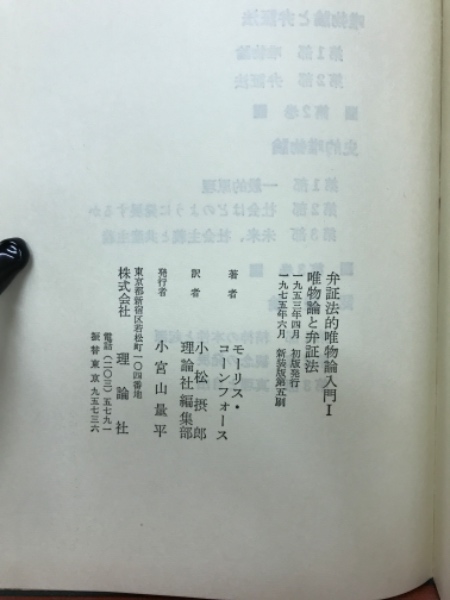 弁証法的唯物論入門Ⅰ
唯物論と弁証法
一九五三年四月 初版発行
一九七五年六月 新装版第五刷
著者 モーリス・コーンフォース
訳者 小松摂郎
理論社編集部
発行者 小宮山量平
東京都新宿区若松町一〇四番地
株式会社 理論社
電話(二〇三)五七九一
振替東京九五七三六